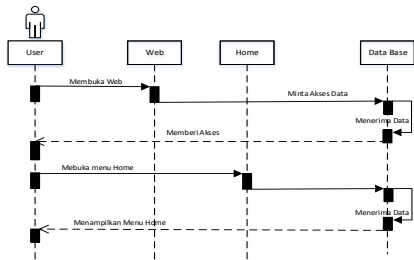 User
Web
Home
Data Base
Membuka Web
Minta Akses Data
Menerima Data
Memberi Akses
Mebuka menu Home
Menerima Data
Menampilkan Menu Home